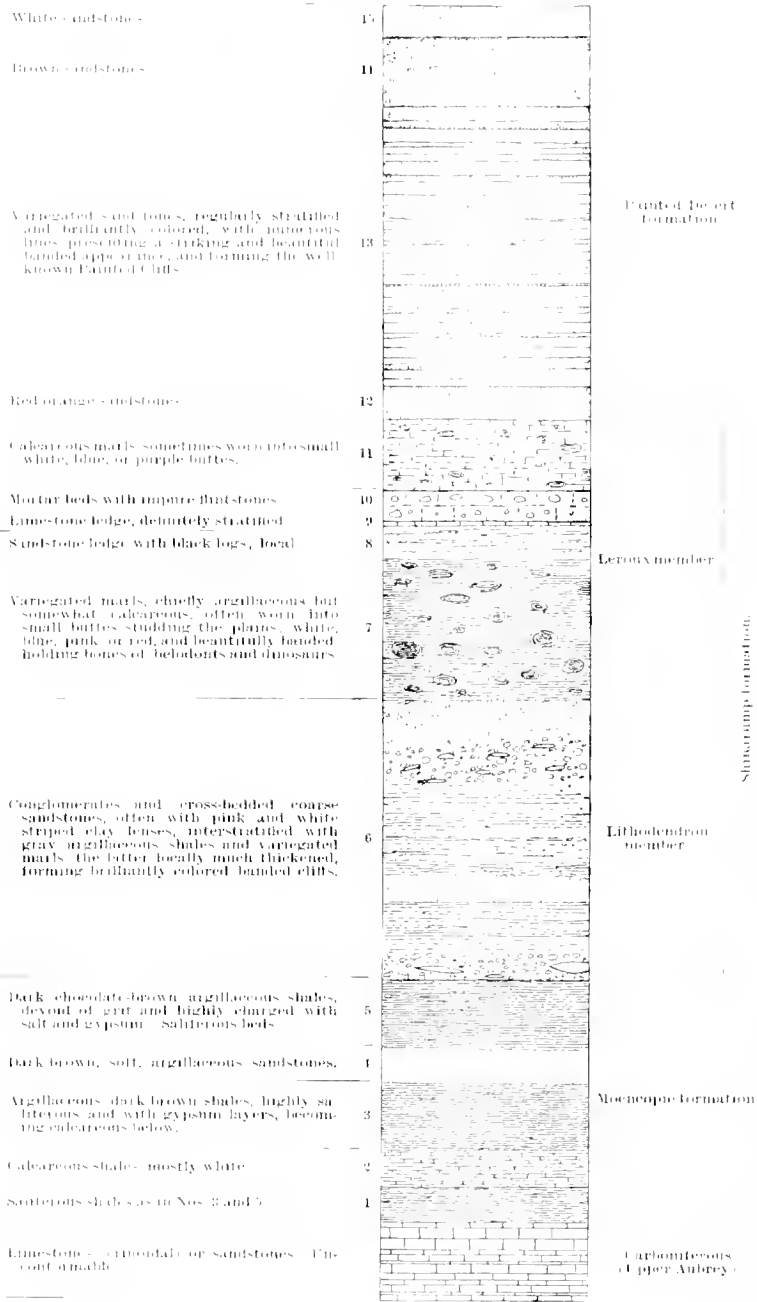 White sandstones
15
Brown sandstones
14
Variegated sandstones, regularly stratified
and brilliantly colored, with numerous
lines presenting a striking and beautiful
banded appearance, and forming the well
known Painted Cliffs
13
Painted Desert
formation
Red orange sandstones
12
Calcareous marls sometimes worn into small
white, blue, or purple buttes.
11
Mortar beds with impure flintstones
10
Limestone ledge, definitely stratified
9
Sandstone ledge with black logs, local
8
Leroux member
Variegated marls, chiefly argillaceous but
somewhat calcareous, often worn into
small buttes studding the plains, white,
blue, pink or red, and beautifully banded
holding bones of belodonts and dinosaurs
7
Shinarump formation.
Conglomerates and cross-bedded coarse
sandstones, often with pink and white
striped clay lenses, interstratified with
gray argillaceous shales and variegated
marls the latter locally much thickened,
forming brilliantly colored banded cliffs.
6
Lithodendron
member
Dark chocolate-brown argillaceous shales,
devoid of grit and highly charged with
salt and gypsum Saliferous beds
5
Dark brown, soft, argillaceous sandstones.
4
Argillaceous dark brown shales, highly sa-
liferous and with gypsum layers, becom-
ing calcareous below.
3
Moencopie formation
Calcareous shales mostly white
2
Saliferous shales as in Nos. 3 and 5
1
Limestones (crinoidal) or sandstones Un-
conformable
Carboniferous
(Upper Aubrey)